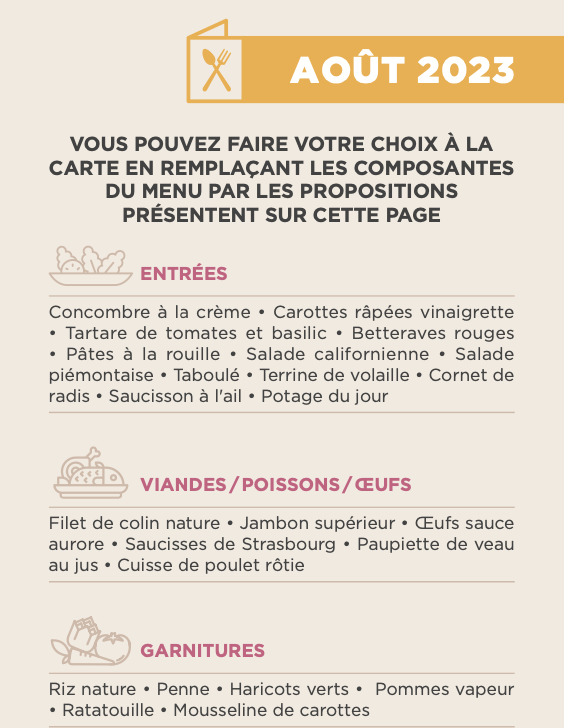 AOÛT 2023
VOUS POUVEZ FAIRE VOTRE CHOIX À LA
CARTE EN REMPLAÇANT LES COMPOSANTES
DU MENU PAR LES PROPOSITIONS
PRÉSENTENT SUR CETTE PAGE
ENTRÉES
Concombre à la crème • Carottes râpées vinaigrette
• Tartare de tomates et basilic • Betteraves rouges
• Pâtes à la rouille • Salade californienne • Salade
piémontaise • Taboulé • Terrine de volaille • Cornet de
radis • Saucisson à l'ail • Potage du jour
VIANDES/POISSONS/ŒUFS
Filet de colin nature • Jambon supérieur • Œufs sauce
aurore • Saucisses de Strasbourg • Paupiette de veau
au jus • Cuisse de poulet rôtie
GARNITURES
Riz nature • Penne • Haricots verts • Pommes vapeur
• Ratatouille • Mousseline de carottes